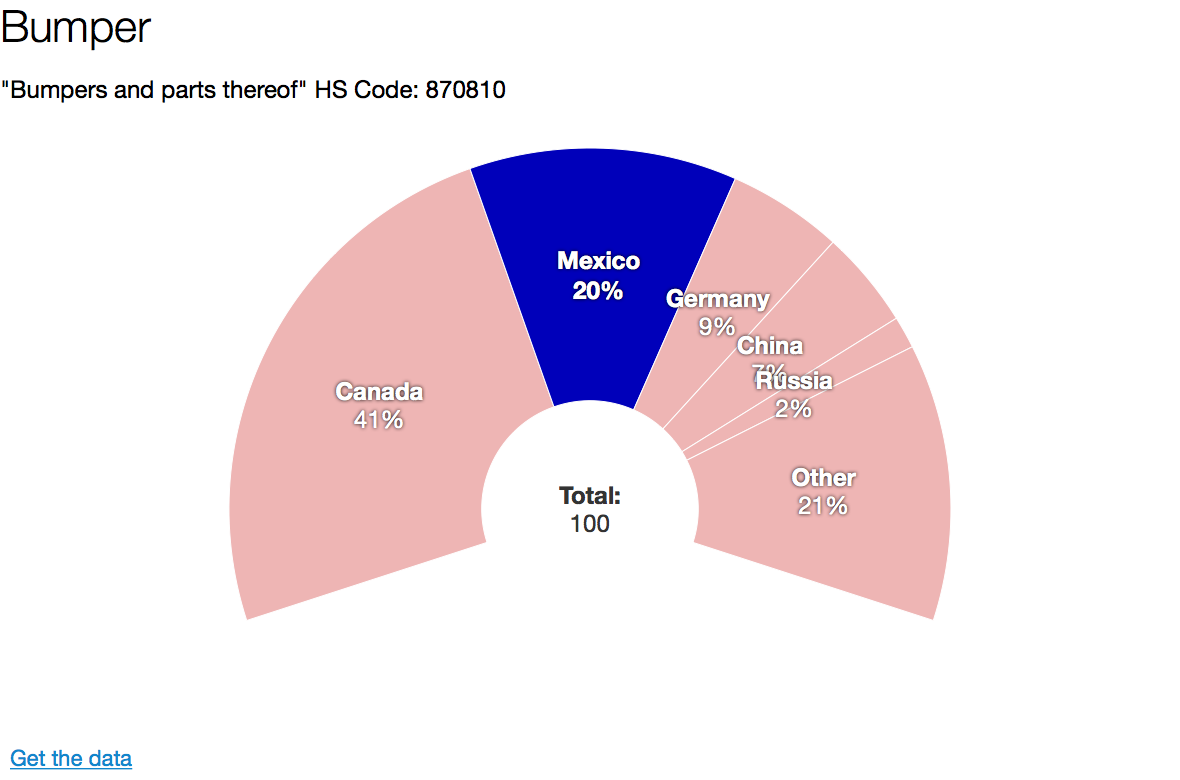 Bumper
"Bumpers and parts thereof" HS Code: 870810
Mexico
20%
Germany
9%
China
7%
Russia
2%
Canada
41%
Other
21%
Total:
100
Get the data